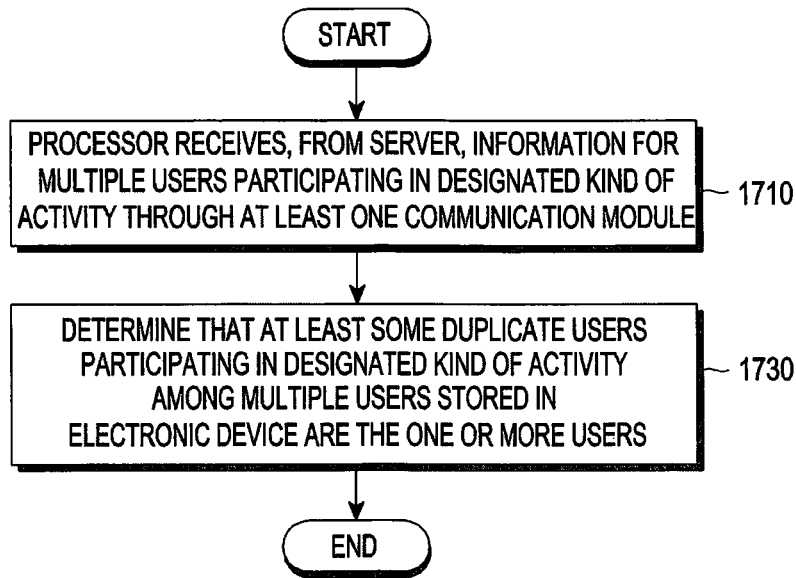 START
PROCESSOR RECEIVES, FROM SERVER, INFORMATION FOR
MULTIPLE USERS PARTICIPATING IN DESIGNATED KIND OF
ACTIVITY THROUGH AT LEAST ONE COMMUNICATION MODULE
1710
DETERMINE THAT AT LEAST SOME DUPLICATE USERS
PARTICIPATING IN DESIGNATED KIND OF ACTIVITY
AMONG MULTIPLE USERS STORED IN
ELECTRONIC DEVICE ARE THE ONE OR MORE USERS
1730
END